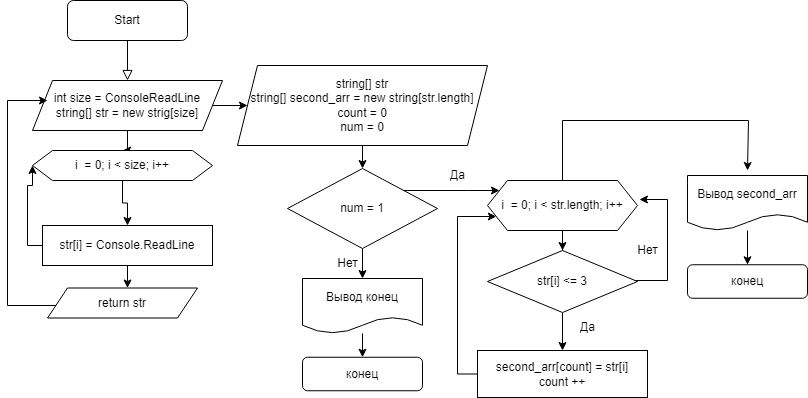 Start
int size = ConsoleReadLine
string[] str = new strig[size]
i  = 0; i < size; i++
str[i] = Console.ReadLine
return str
string[] str
string[] second_arr = new string[str.length]
count = 0
num = 0
num = 1
Да
Нет
Вывод конец
конец
i  = 0; i < str.length; i++
str[i] <= 3
Нет
Да
second_arr[count] = str[i]
count ++
Вывод second_arr
конец